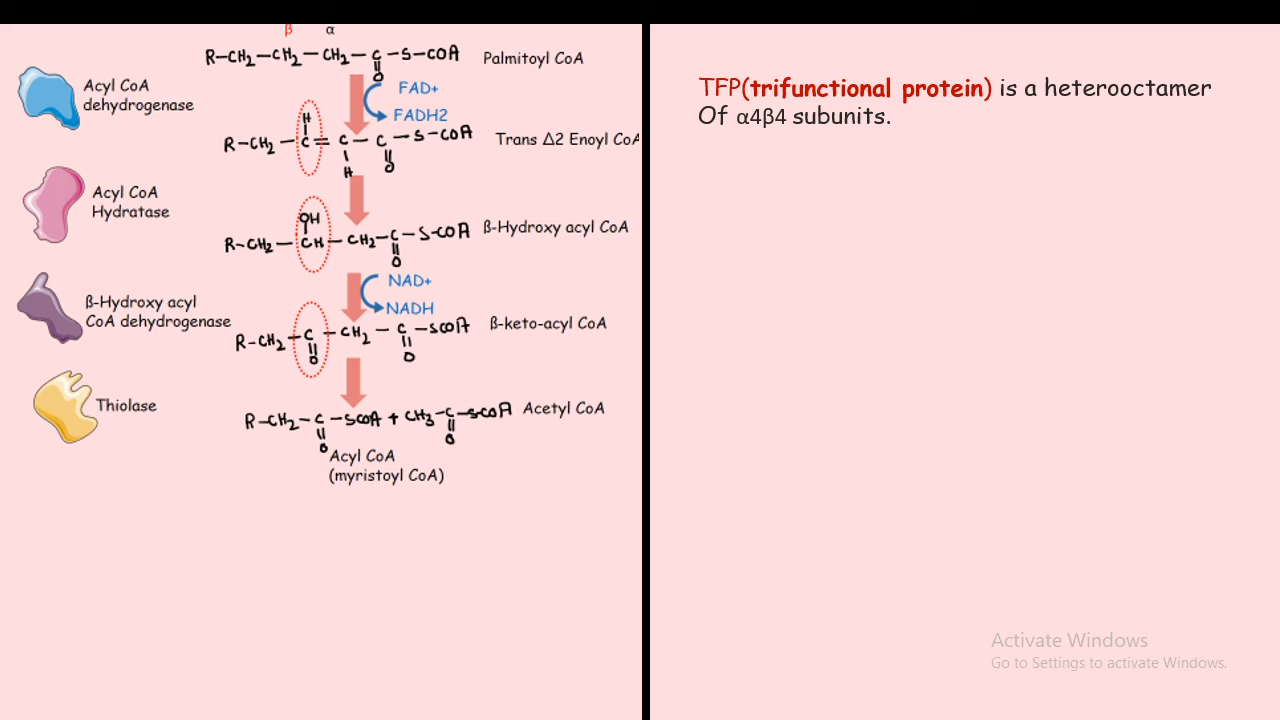 β α
R-CH2-CH2-CH2-C-S-COA
O
Palmitoyl CoA
Acyl CoA
dehydrogenase
FAD+
FADH2
H
R-CH2-C=C-C-S-COA
H O
Trans Δ2 Enoyl CoA
Acyl CoA
Hydratase
OH
R-CH2-CH-CH2-C-S-COA
O
ß-Hydroxy acyl CoA
ß-Hydroxy acyl
CoA dehydrogenase
NAD+
NADH
R-CH2-C-CH2-C-SCOA
O O
ß-keto-acyl CoA
Thiolase
R-CH2-C-SCOA + CH3-C-SCOA
O O
Acetyl CoA
Acyl CoA
(myristoyl CoA)
TFP(trifunctional protein) is a heterooctamer
Of α4β4 subunits.
Activate Windows
Go to Settings to activate Windows.